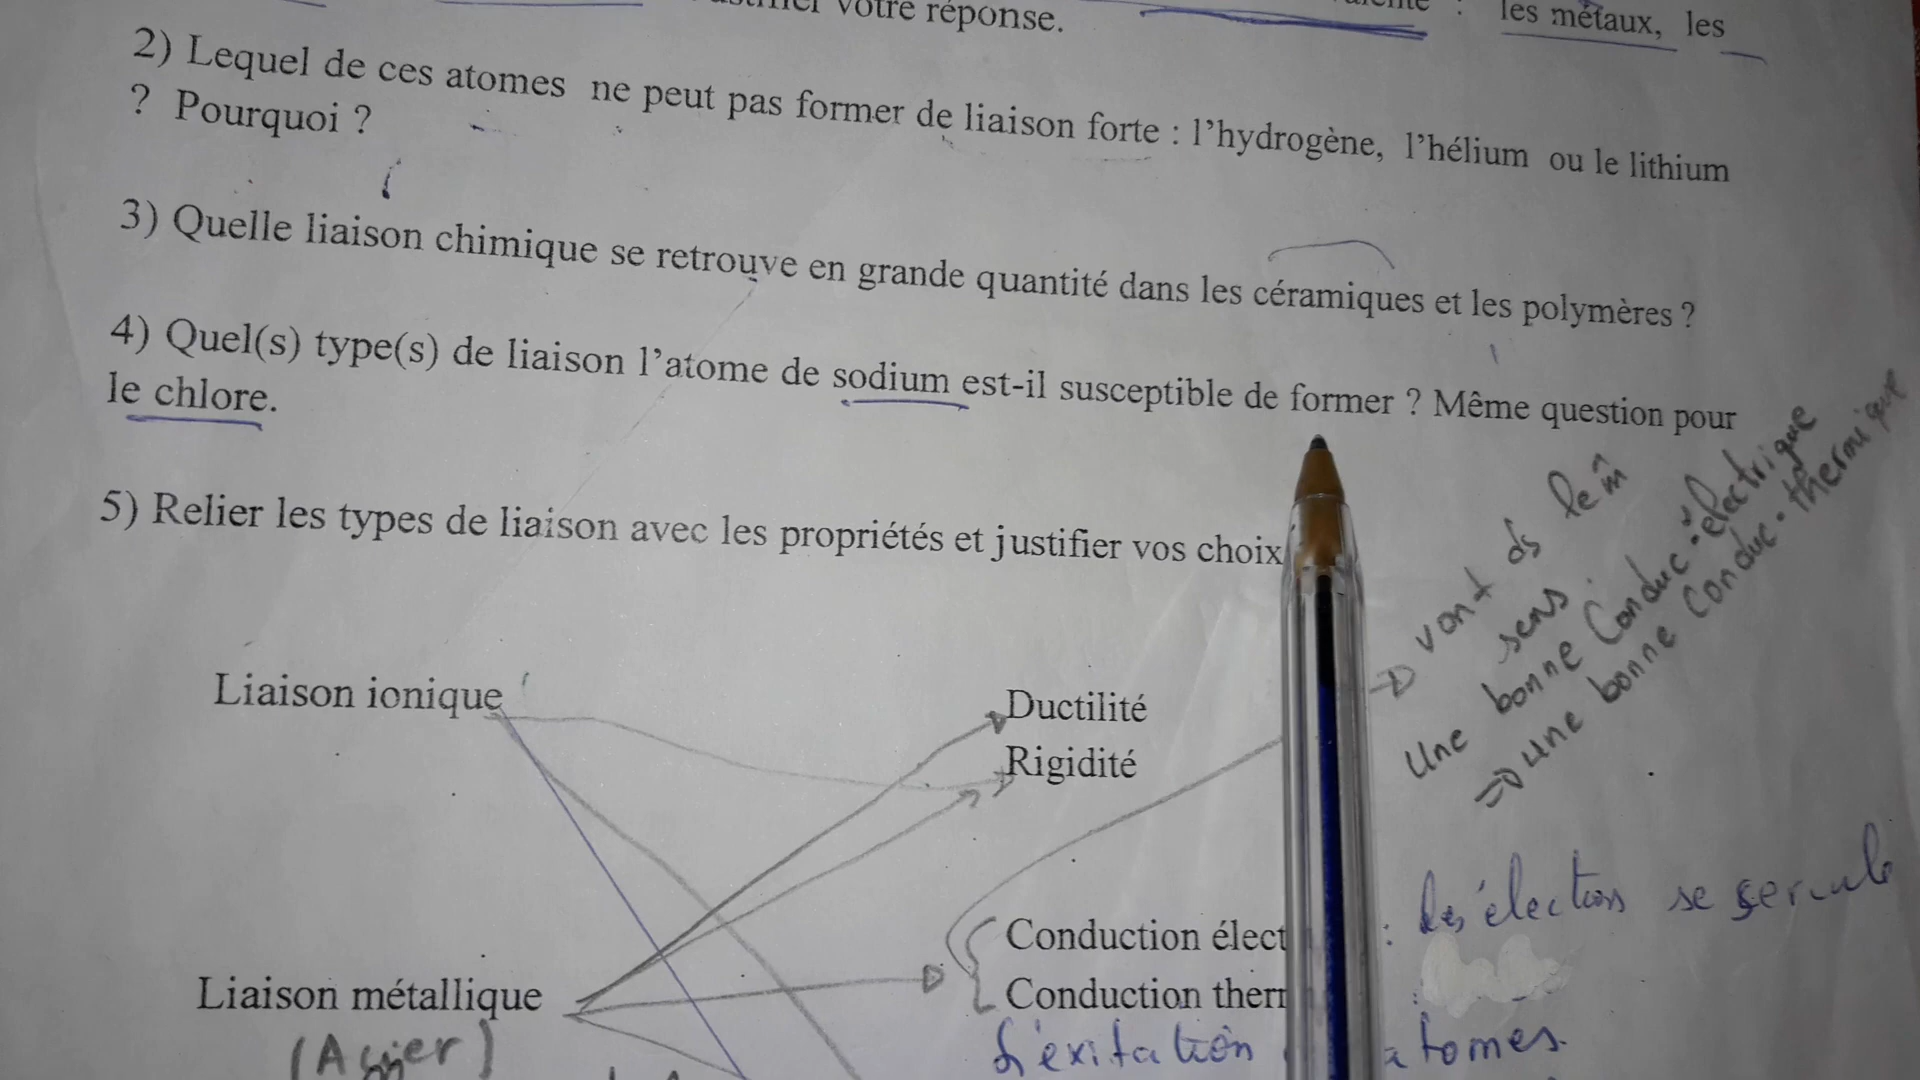 votre réponse.
les métaux, les
2) Lequel de ces atomes ne peut pas former de liaison forte : l'hydrogène, l'hélium ou le lithium
? Pourquoi ?
3) Quelle liaison chimique se retrouve en grande quantité dans les céramiques et les polymères ?
4) Quel(s) type(s) de liaison l'atome de sodium est-il susceptible de former ? Même question pour
le chlore.
5) Relier les types de liaison avec les propriétés et justifier vos choix
vont ds le m̂
sens
Une bonne Conduc. électrique
=> une bonne Conduc. thermique
Liaison ionique
Ductilité
Rigidité
Conduction élect
: les électrons se
Liaison métallique
Conduction ther
(Acier)
L'exitation
atomes.